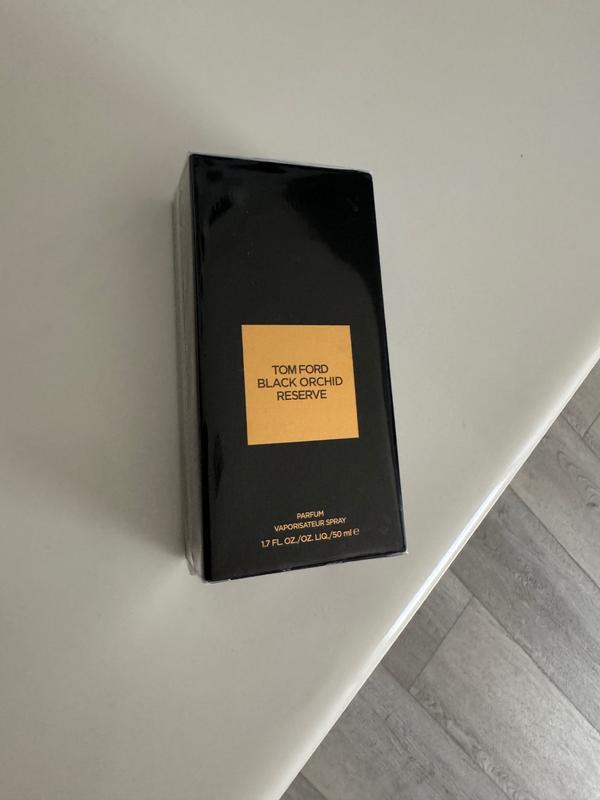 TOM FORD
BLACK ORCHID
RESERVE
PARFUM
VAPORISATEUR SPRAY
1.7 FL. OZ./OZ. LIQ./50 ml ℮